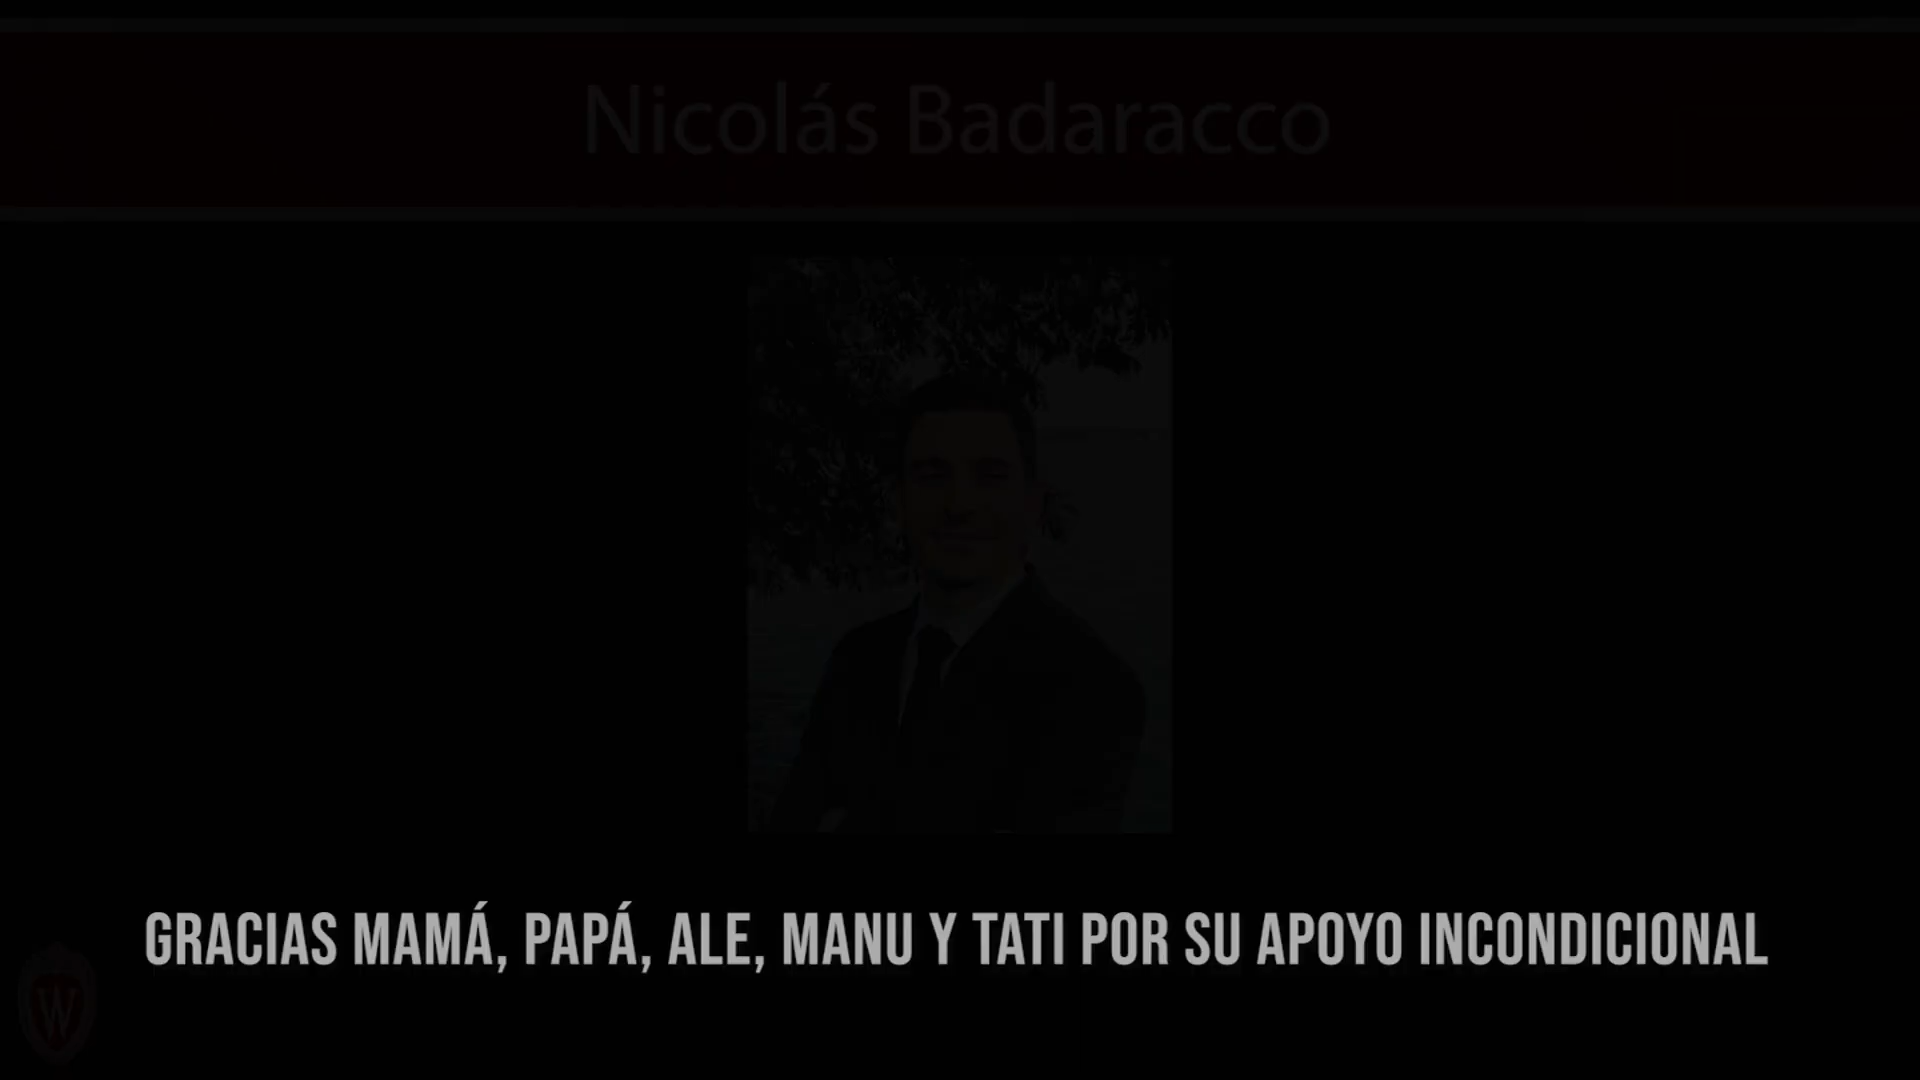 Nicolás Badaracco
GRACIAS MAMÁ, PAPÁ, ALE, MANU Y TATI POR SU APOYO INCONDICIONAL
W